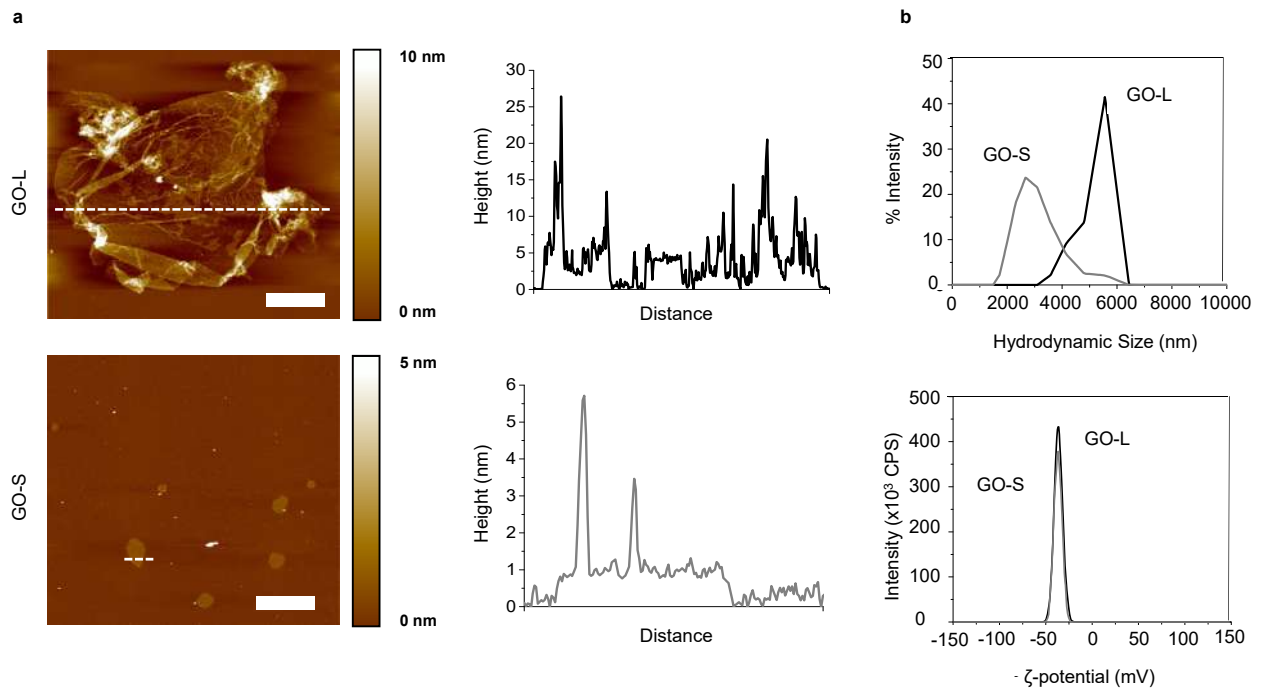 a
GO-L
10 nm
0 nm
30
25
20
15
10
5
0
Height (nm)
Distance
GO-S
5 nm
0 nm
6
5
4
3
2
1
0
Height (nm)
Distance
b
50
40
30
20
10
0
% Intensity
GO-L
GO-S
0 2000 4000 6000 8000 10000
Hydrodynamic Size (nm)
500
400
300
200
100
0
Intensity (x10³ CPS)
GO-L
GO-S
-150 -100 -50 0 50 100 150
- ζ-potential (mV)